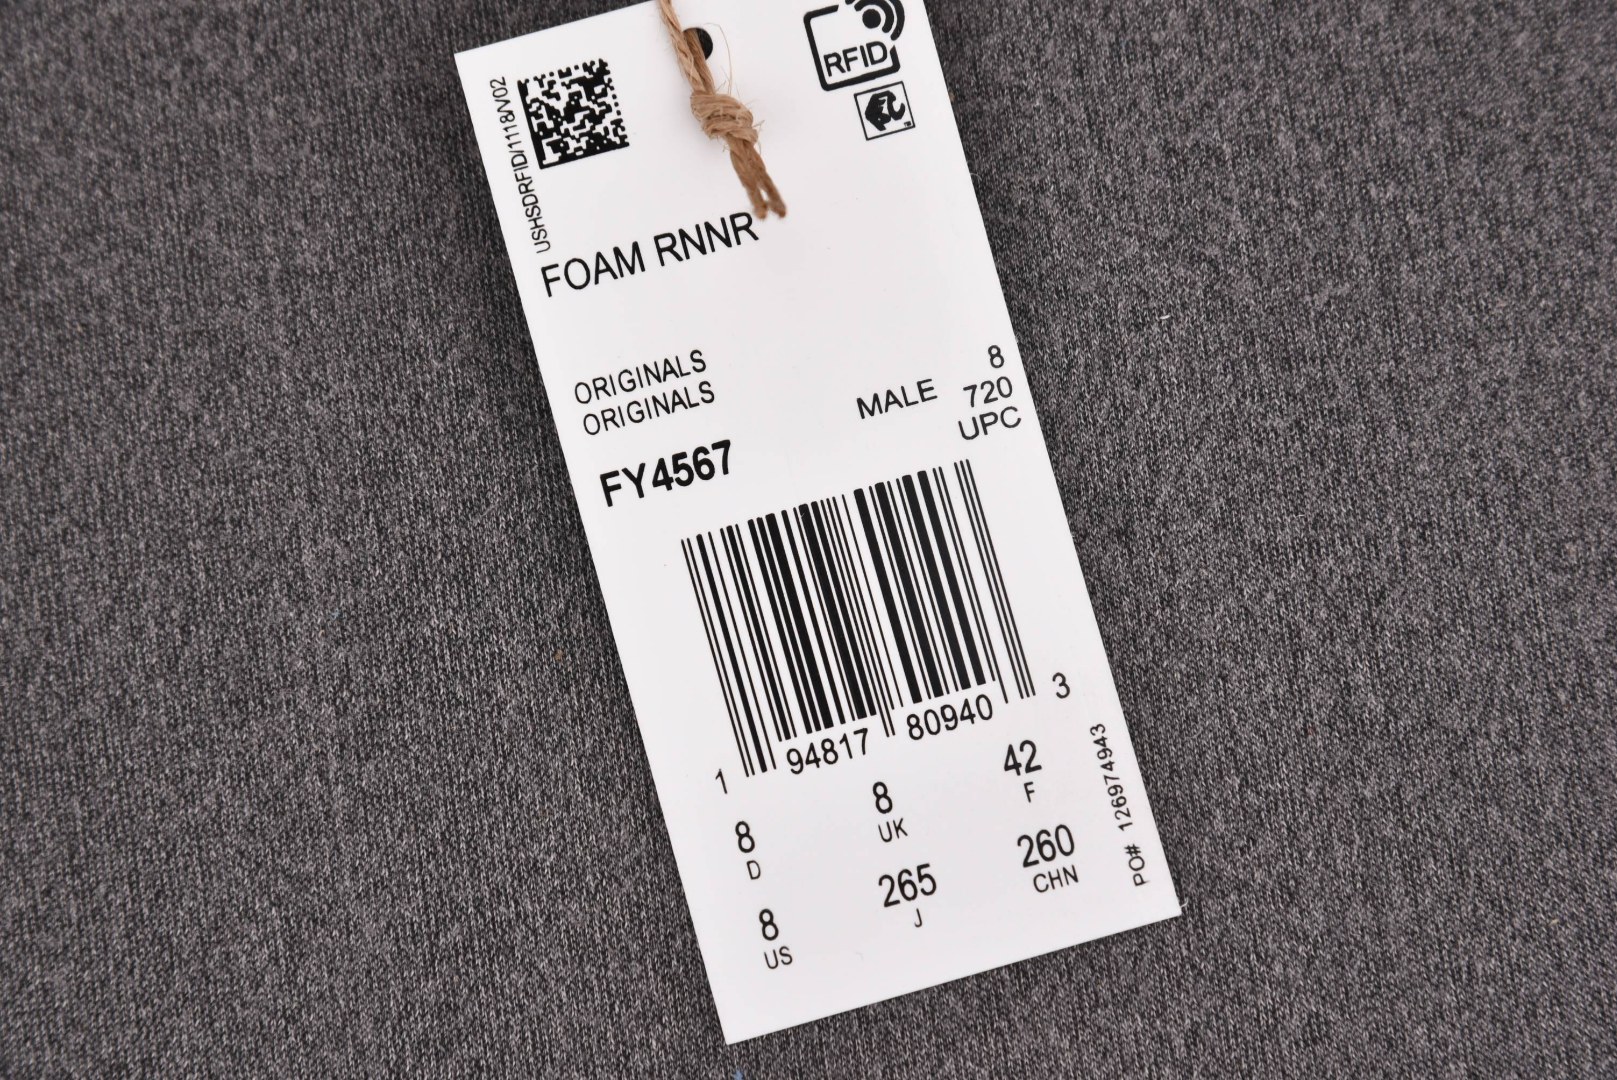 RFID
USHSDRFID/1118/V02
FOAM RNNR
ORIGINALS
ORIGINALS
8
MALE 720
UPC
FY4567
1 94817 80940 3
8 8 42
D UK F
8 265 260
US J CHN
PO# 126974943